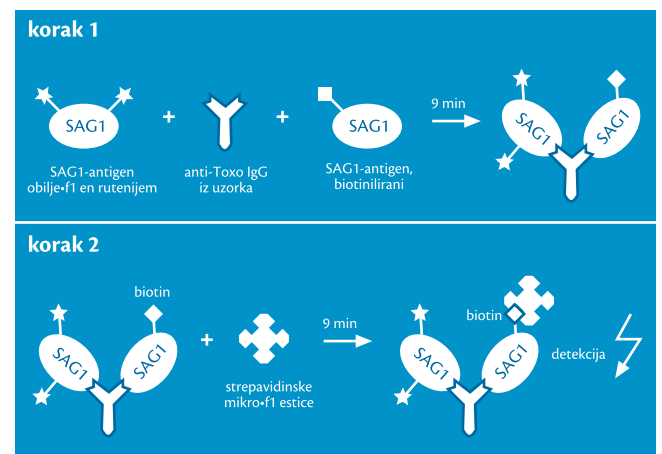 korak 1
SAG1
+
+
SAG1
9 min
SAG1
SAG1
SAG1-antigen
obilje•f1 en rutenijem
anti-Toxo IgG
iz uzorka
SAG1-antigen,
biotinilirani
korak 2
biotin
SAG1
SAG1
+
strepavidinske
mikro•f1 estice
9 min
biotin
SAG1
SAG1
detekcija